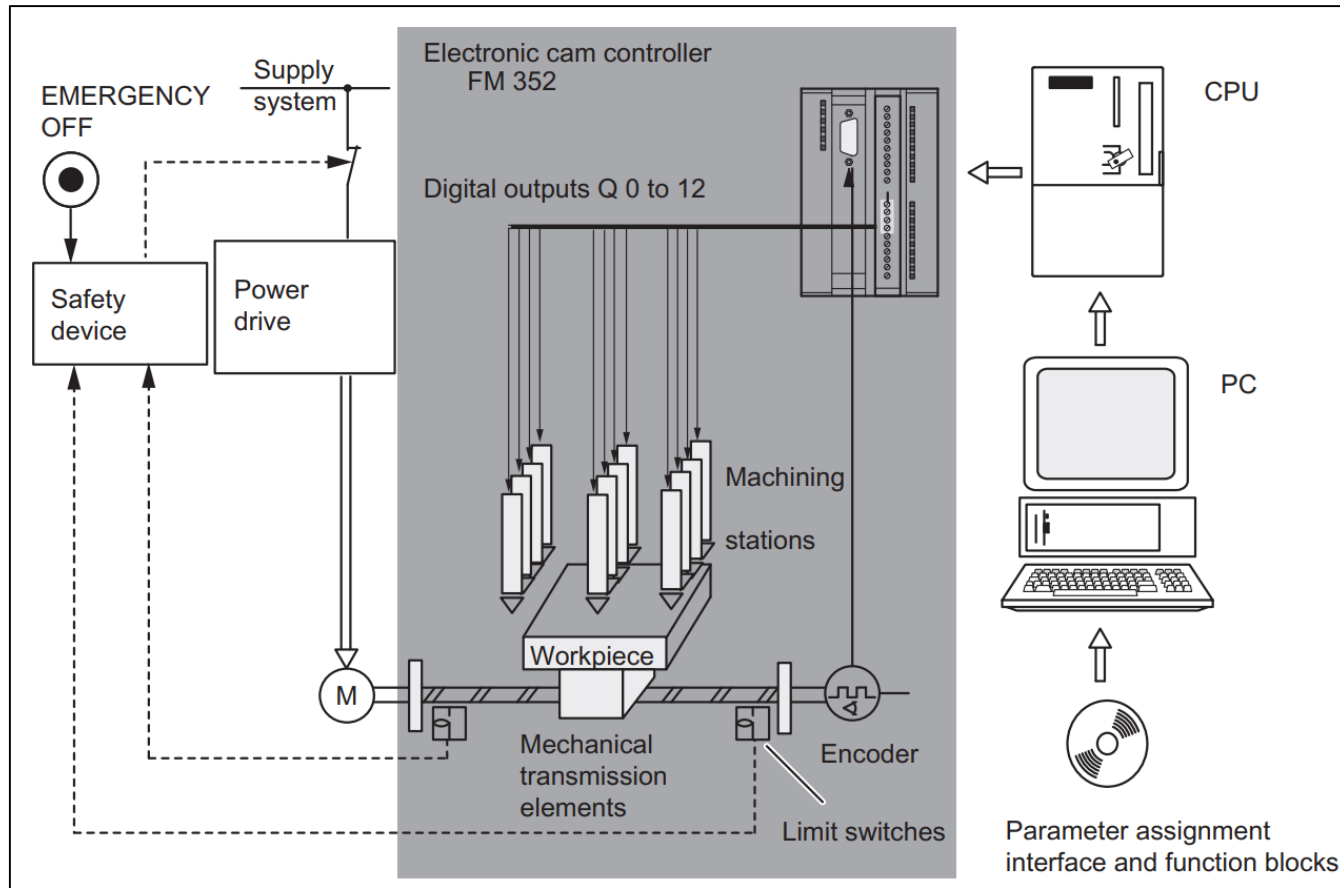 EMERGENCY
OFF
Supply
system
Electronic cam controller
FM 352
CPU
Digital outputs Q 0 to 12
Safety
device
Power
drive
PC
Machining
stations
Workpiece
M
Mechanical
transmission
elements
Encoder
Limit switches
Parameter assignment
interface and function blocks